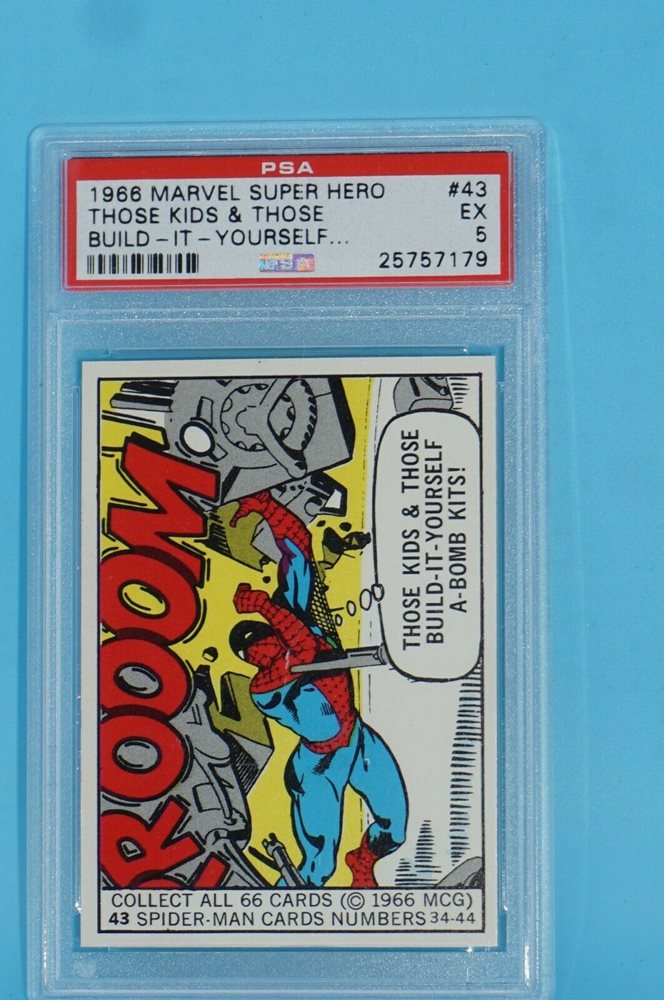 PSA
1966 MARVEL SUPER HERO #43
THOSE KIDS & THOSE EX
BUILD-IT-YOURSELF... 5
25757179
ROOOM
THOSE KIDS & THOSE
BUILD-IT-YOURSELF
A-BOMB KITS!
COLLECT ALL 66 CARDS (© 1966 MCG)
43 SPIDER-MAN CARDS NUMBERS 34-44